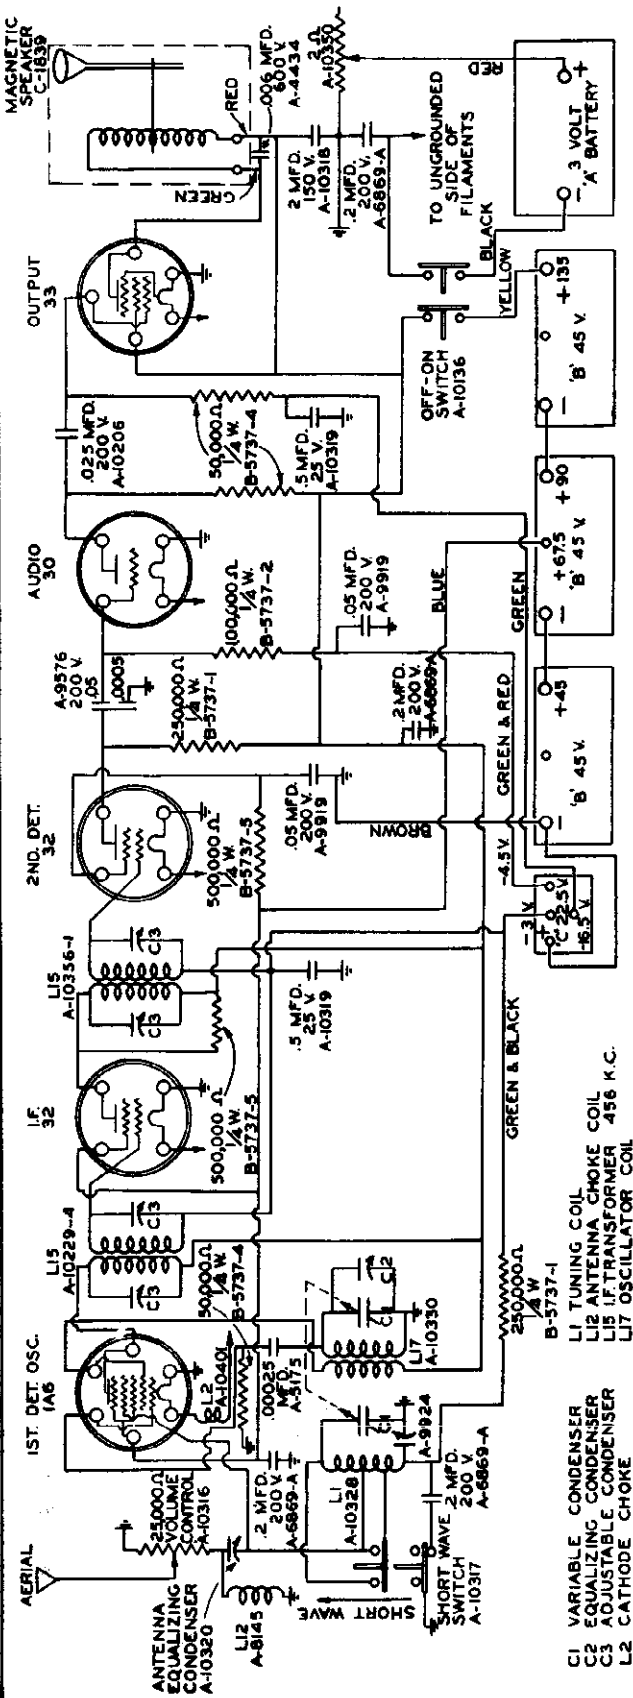 AERIAL
ANTENNA
EQUALIZING
CONDENSER
A-10320
25,000Ω
VOLUME
CONTROL
A-10316
L12
A-8145
1ST. DET. OSC.
1A6
L2
A-10401
.2 MFD.
200 V.
A-6869-A
50,000Ω
1/4 W.
B-5737-4
.00025
MFD.
A-5175
L1
A-10328
C1
A-9924
SHORT WAVE
SHORT WAVE
SWITCH
A-10317
.2 MFD.
200 V.
A-6869-A
L17
A-10330
C2
250,000Ω
1/4 W
B-5737-1
L15
A-10229-4
C3
C3
I.F.
32
500,000 Ω
1/4 W.
B-5737-5
L15
A-10356-1
C3
C3
.5 MFD.
25 V.
A-10319
GREEN & BLACK
2ND. DET.
32
500,000 Ω
1/4 W.
B-5737-5
.05 MFD.
200 V.
A-9919
BROWN
A-9576
200 V.
.05
.0005
250,000Ω
1/4 W.
B-5737-1
.2 MFD.
200 V.
A-6869-A
100,000 Ω
1/4 W.
B-5737-2
.05 MFD.
200 V.
A-9919
AUDIO
30
.025 MFD.
200 V.
A-10206
50,000Ω
1/4 W.
B-5737-4
.5 MFD.
25 V.
A-10319
BLUE
GREEN
GREEN & RED
OUTPUT
33
MAGNETIC
SPEAKER
C-1839
GREEN
RED
.006 MFD.
600 V.
A-4434
2 MFD.
150 V.
A-10318
.2 MFD.
200 V.
A-6869-A
2 Ω
A-10350
RED
TO UNGROUNDED
SIDE OF
FILAMENTS
OFF-ON
SWITCH
A-10136
BLACK
YELLOW
- 3 VOLT +
'A' BATTERY
- +135
'B' 45 V.
- +67.5 +90
'B' 45 V.
- +45
'B' 45 V.
-4.5V.
-3 V
+
'C' 22.5V
-16.5 V.
C1 VARIABLE CONDENSER
C2 EQUALIZING CONDENSER
C3 ADJUSTABLE CONDENSER
L2 CATHODE CHOKE
L1 TUNING COIL
L12 ANTENNA CHOKE COIL
L15 I.F. TRANSFORMER 456 K.C.
L17 OSCILLATOR COIL